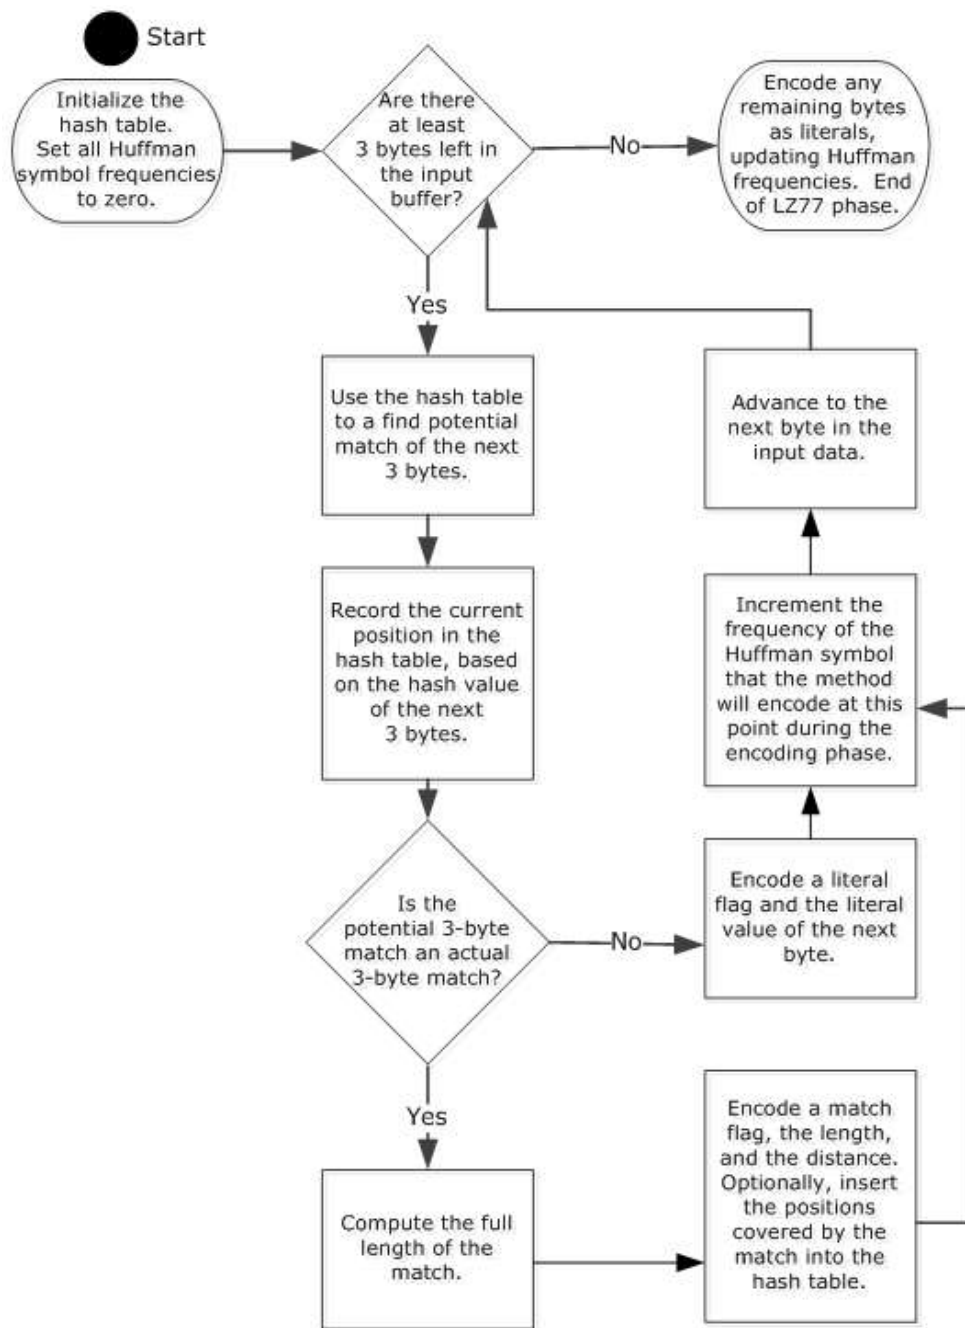 Start
Initialize the
hash table.
Set all Huffman
symbol frequencies
to zero.
Are there
at least
3 bytes left in
the input
buffer?
No
Encode any
remaining bytes
as literals,
updating Huffman
frequencies.  End
of LZ77 phase.
Yes
Use the hash table
to a find potential
match of the next
3 bytes.
Advance to the
next byte in the
input data.
Record the current
position in the
hash table, based
on the hash value
of the next
3 bytes.
Increment the
frequency of the
Huffman symbol
that the method
will encode at this
point during the
encoding phase.
Is the
potential 3-byte
match an actual
3-byte match?
No
Encode a literal
flag and the literal
value of the next
byte.
Yes
Compute the full
length of the
match.
Encode a match
flag, the length,
and the distance.
Optionally, insert
the positions
covered by the
match into the
hash table.